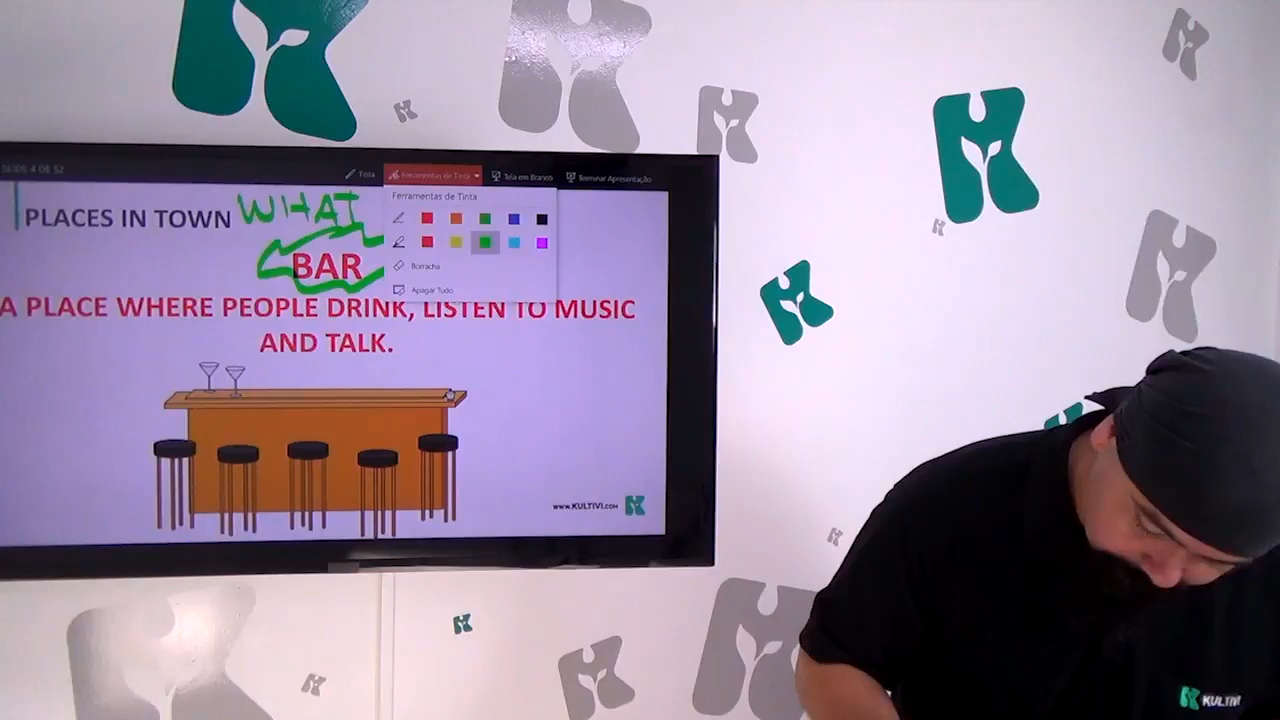 SLIDE 4 DE 52
Tinta Ferramentas de Tinta Tela em Branco Terminar Apresentação
Ferramentas de Tinta
PLACES IN TOWN WHAT
BAR
Borracha
Apagar Tudo
A PLACE WHERE PEOPLE DRINK, LISTEN TO MUSIC
AND TALK.
WWW.KULTIVI.COM
KULTIVI